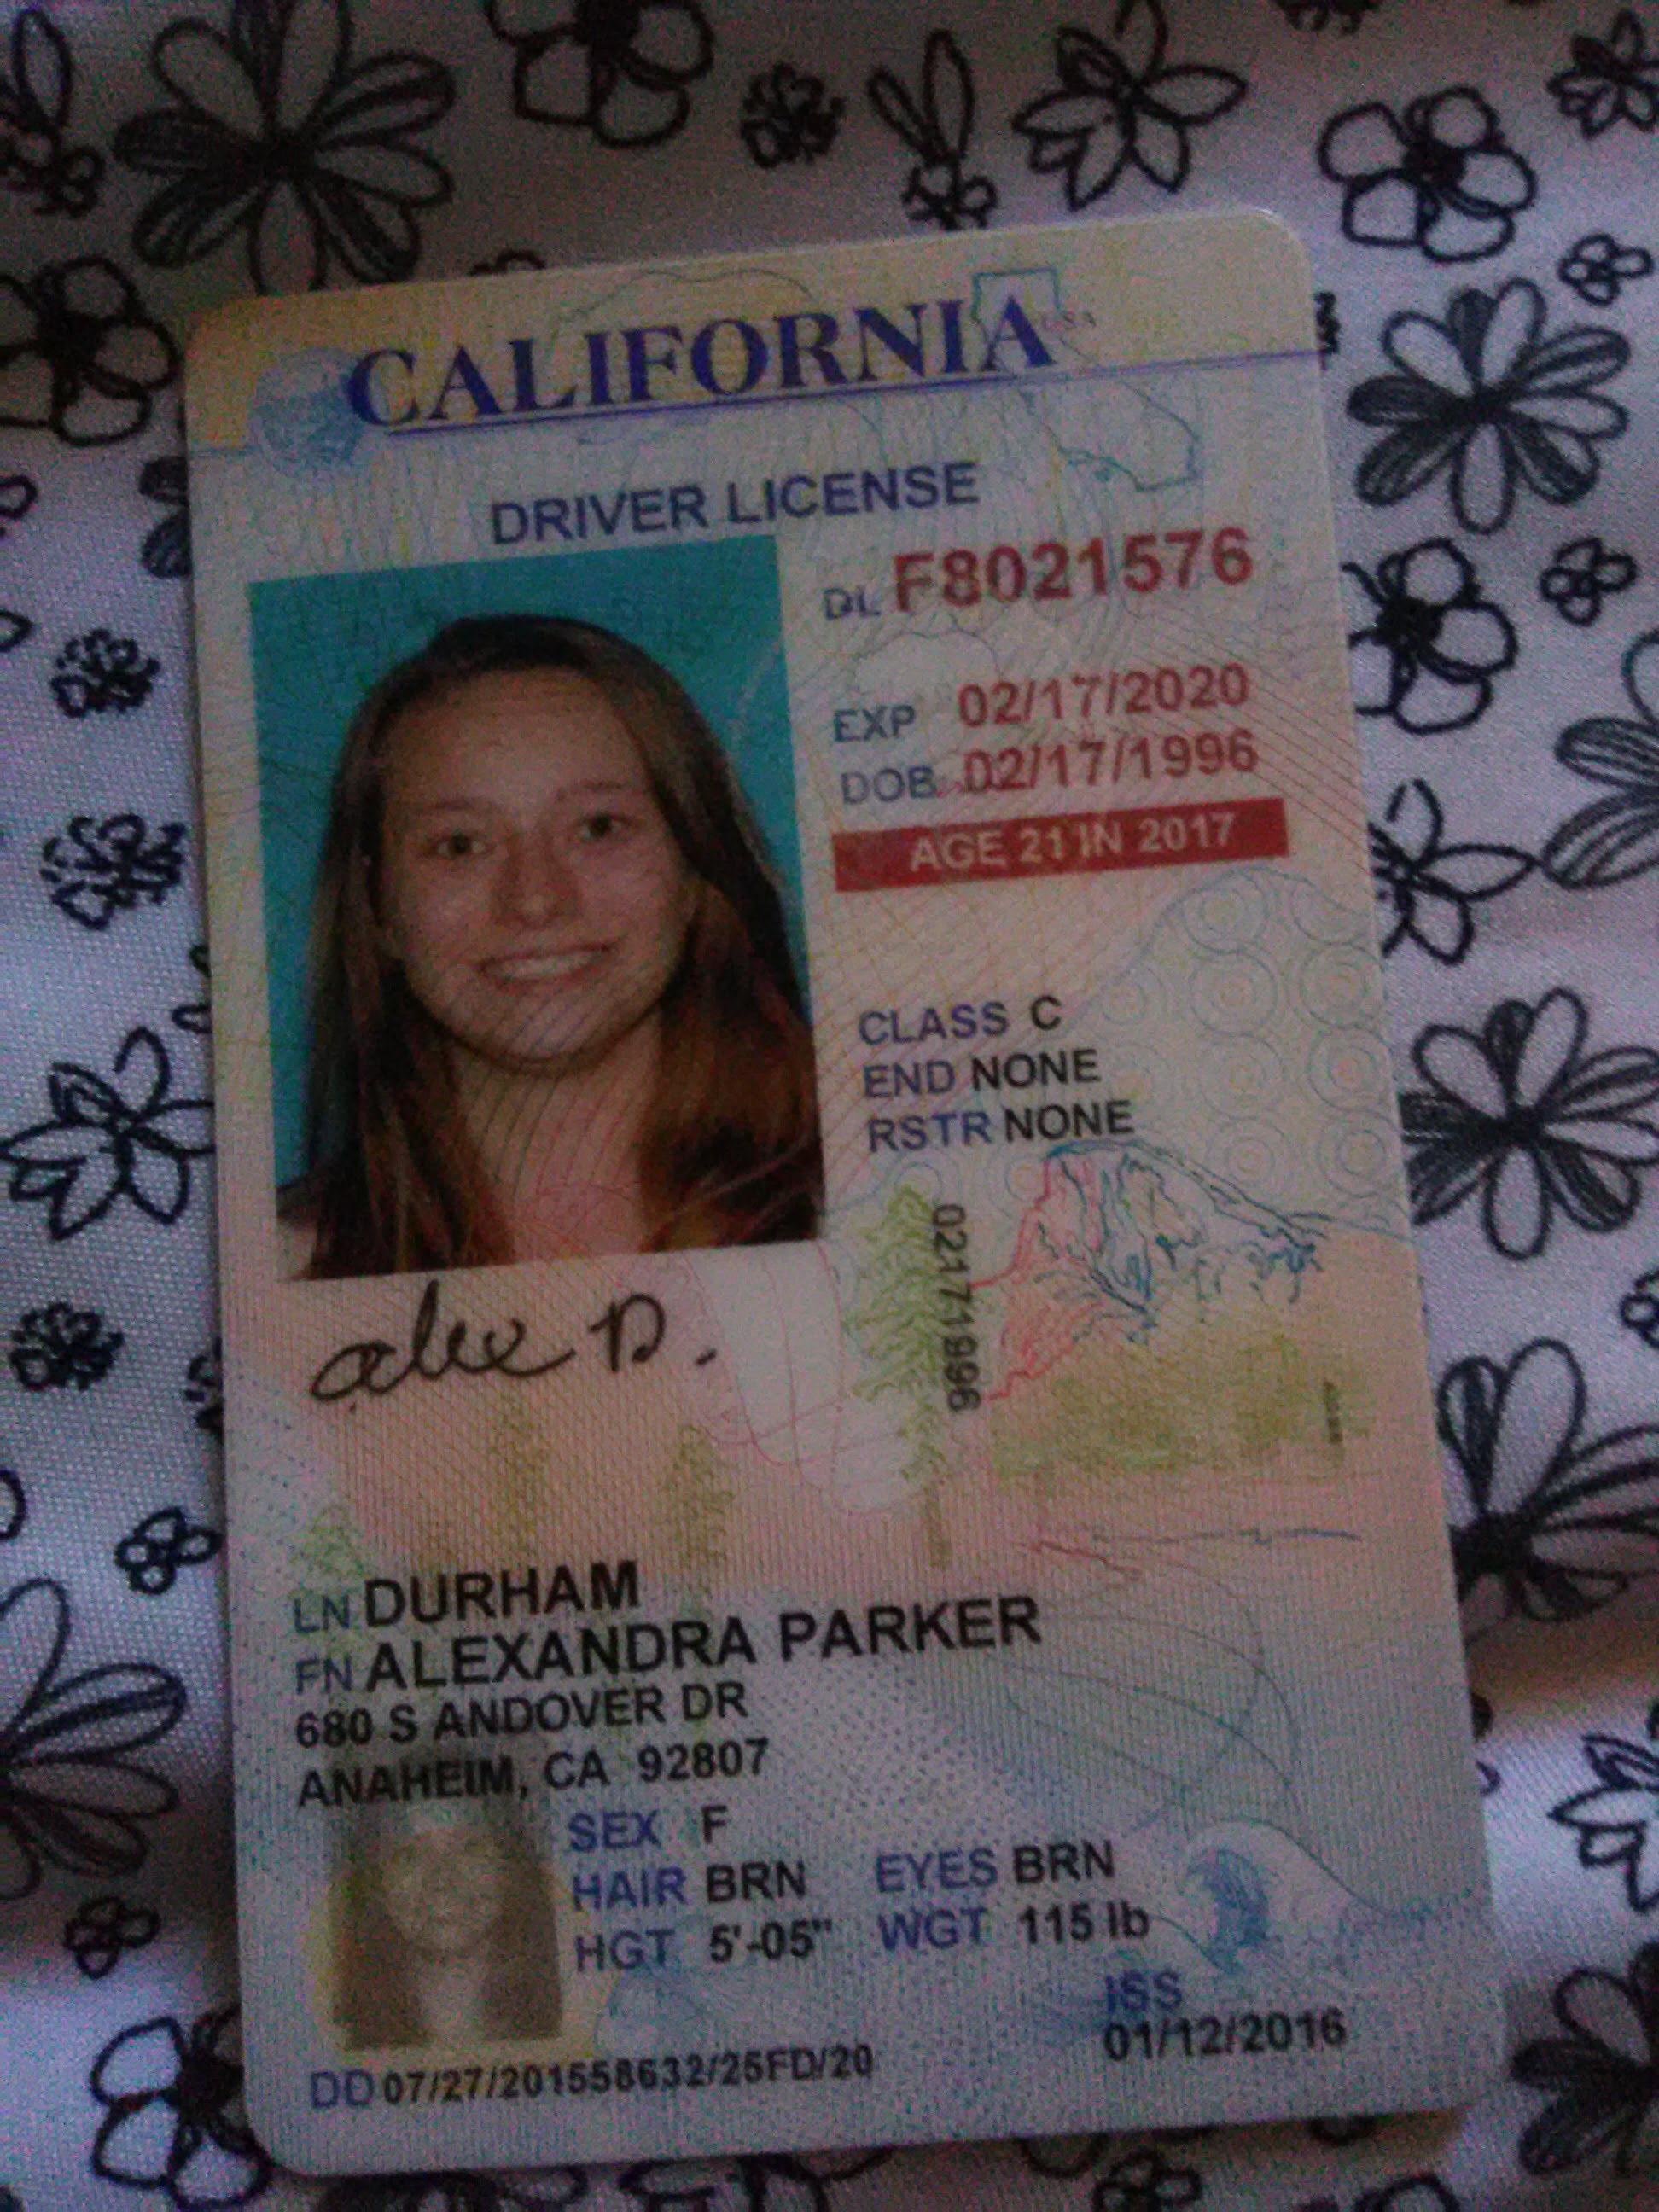 CALIFORNIA USA
DRIVER LICENSE
DL F8021576
EXP 02/17/2020
DOB 02/17/1996
AGE 21 IN 2017
CLASS C
END NONE
RSTR NONE
02171996
alex D.
LN DURHAM
FN ALEXANDRA PARKER
680 S ANDOVER DR
ANAHEIM, CA 92807
SEX F
HAIR BRN EYES BRN
HGT 5'-05" WGT 115 lb
ISS
DD 07/27/201558632/25FD/20 01/12/2016